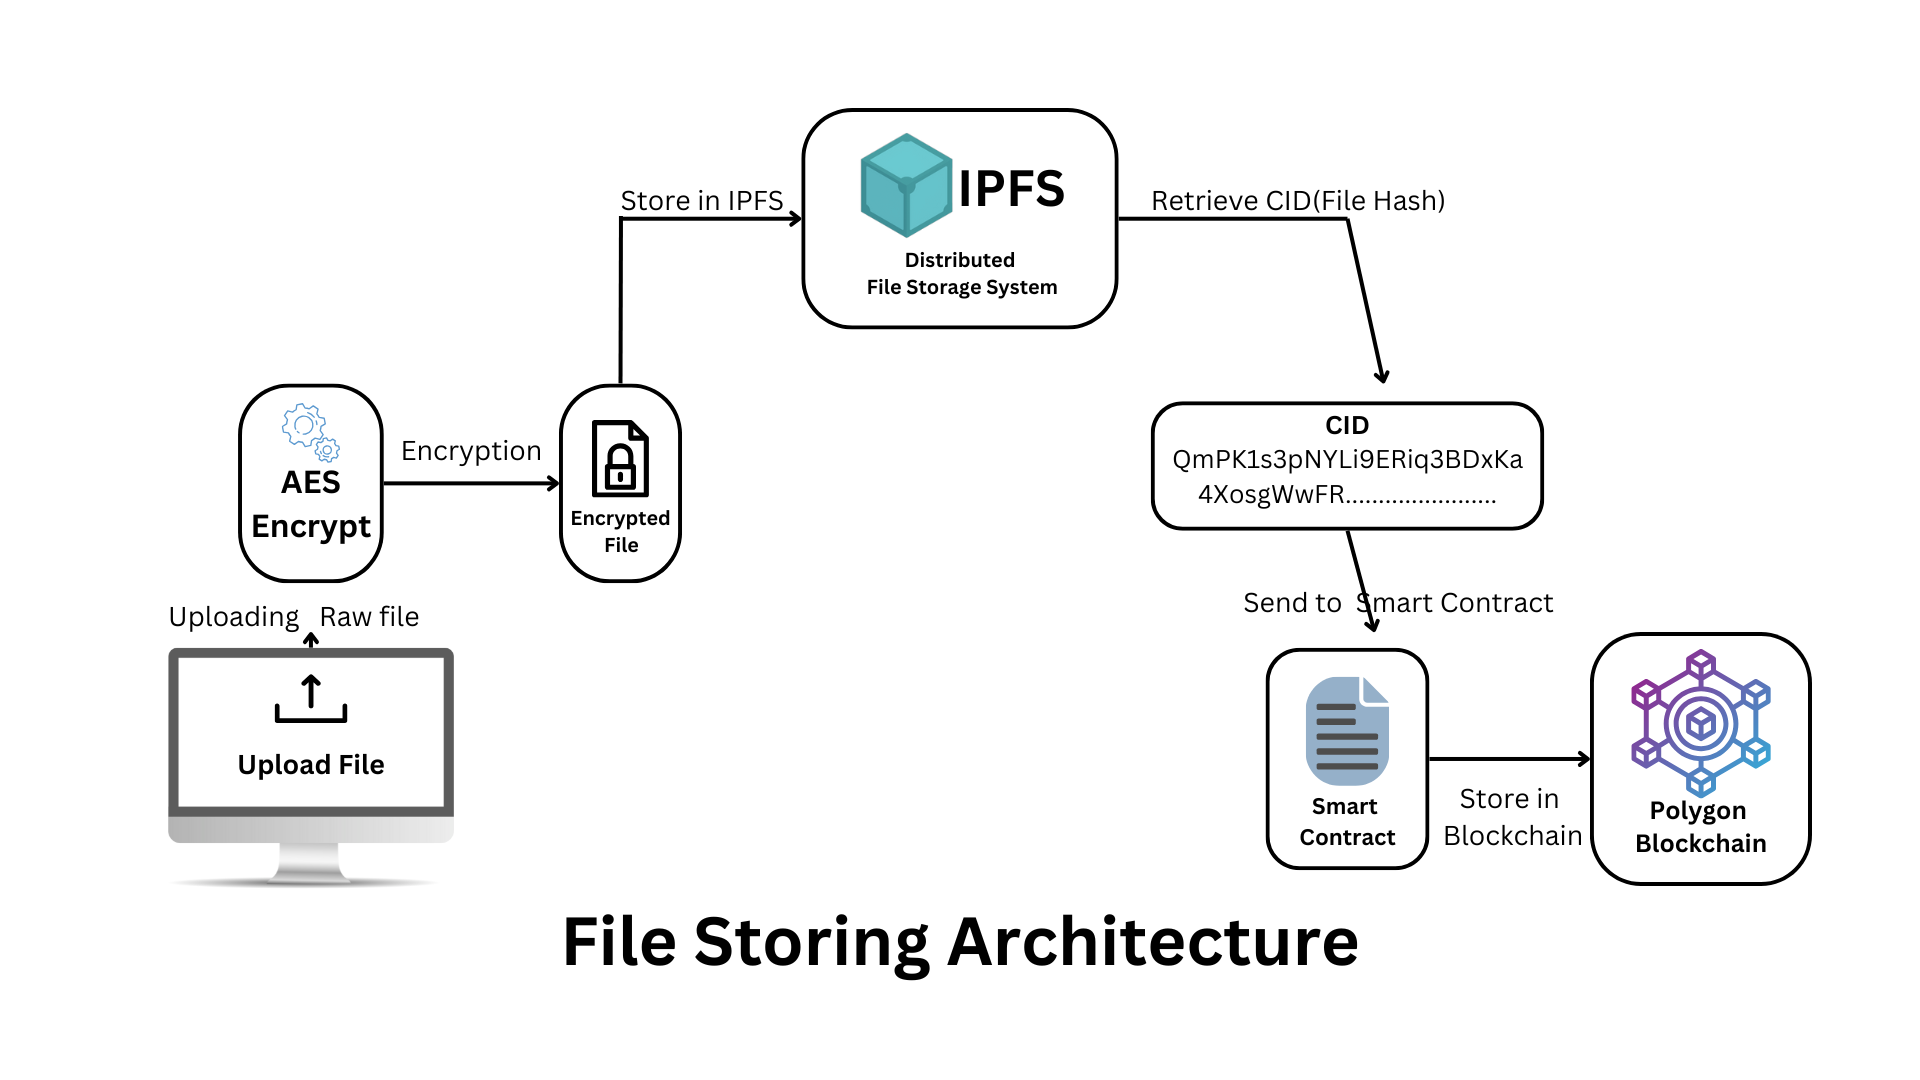 IPFS
Distributed
File Storage System
Store in IPFS
Retrieve CID(File Hash)
AES
Encrypt
Encryption
Encrypted
File
CID
QmPK1s3pNYLi9ERiq3BDxKa
4XosgWwFR.......................
Uploading Raw file
Send to Smart Contract
Upload File
Smart
Contract
Store in
Blockchain
Polygon
Blockchain
File Storing Architecture